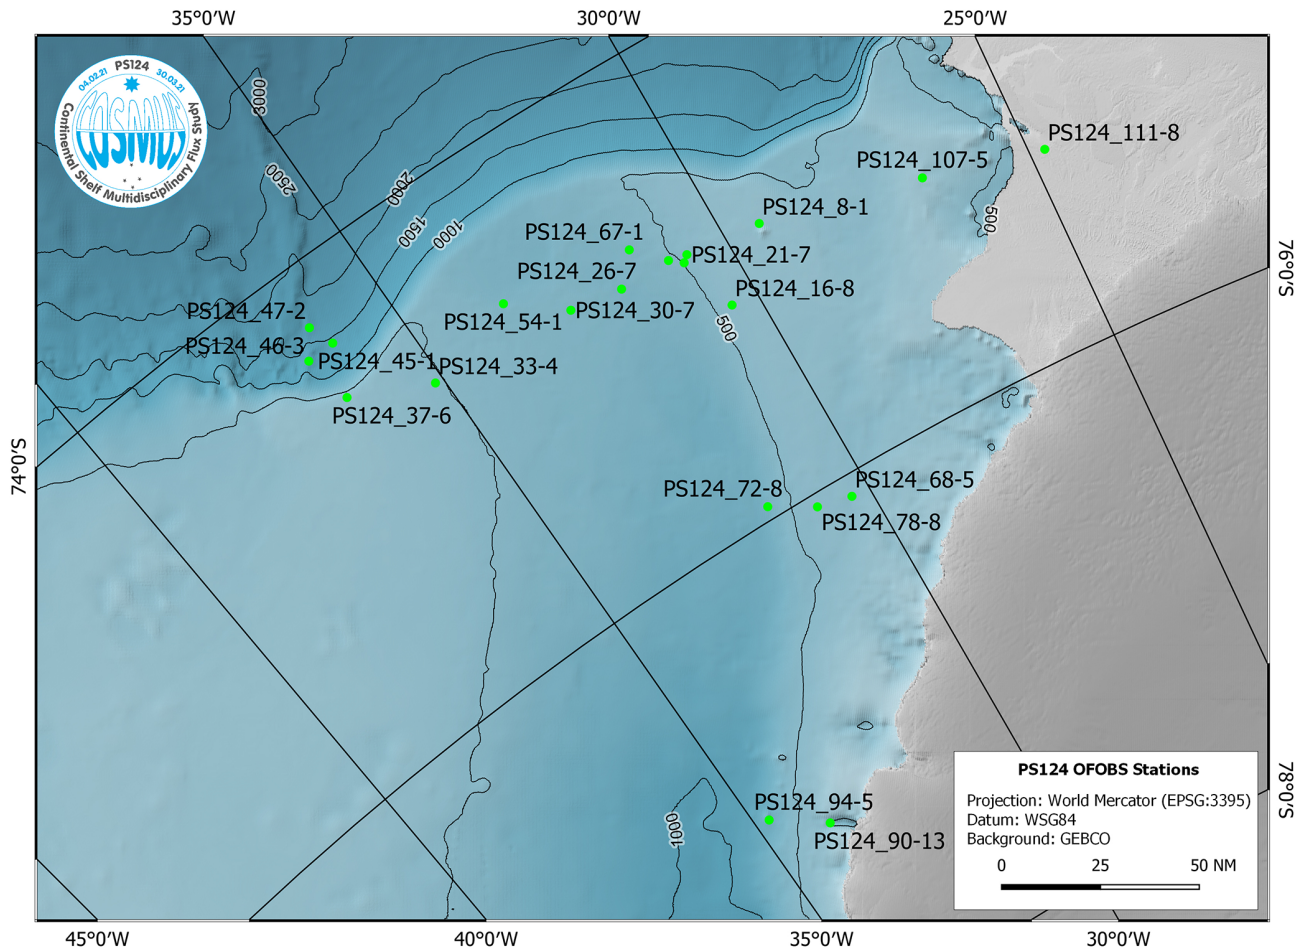 35°0'W
30°0'W
25°0'W
PS124
04.02.21
30.03.21
COSMUS
Continental Shelf Multidisciplinary Flux Study
3000
2500
2000
1500
1000
PS124_111-8
PS124_107-5
500
PS124_8-1
PS124_67-1
PS124_21-7
PS124_26-7
PS124_16-8
76°0'S
PS124_47-2
PS124_54-1
PS124_30-7
500
PS124_46-3
PS124_45-1
PS124_33-4
PS124_37-6
74°0'S
PS124_72-8
PS124_68-5
PS124_78-8
78°0'S
PS124_94-5
PS124_90-13
1000
PS124 OFOBS Stations
Projection: World Mercator (EPSG:3395)
Datum: WSG84
Background: GEBCO
0 25 50 NM
45°0'W
40°0'W
35°0'W
30°0'W